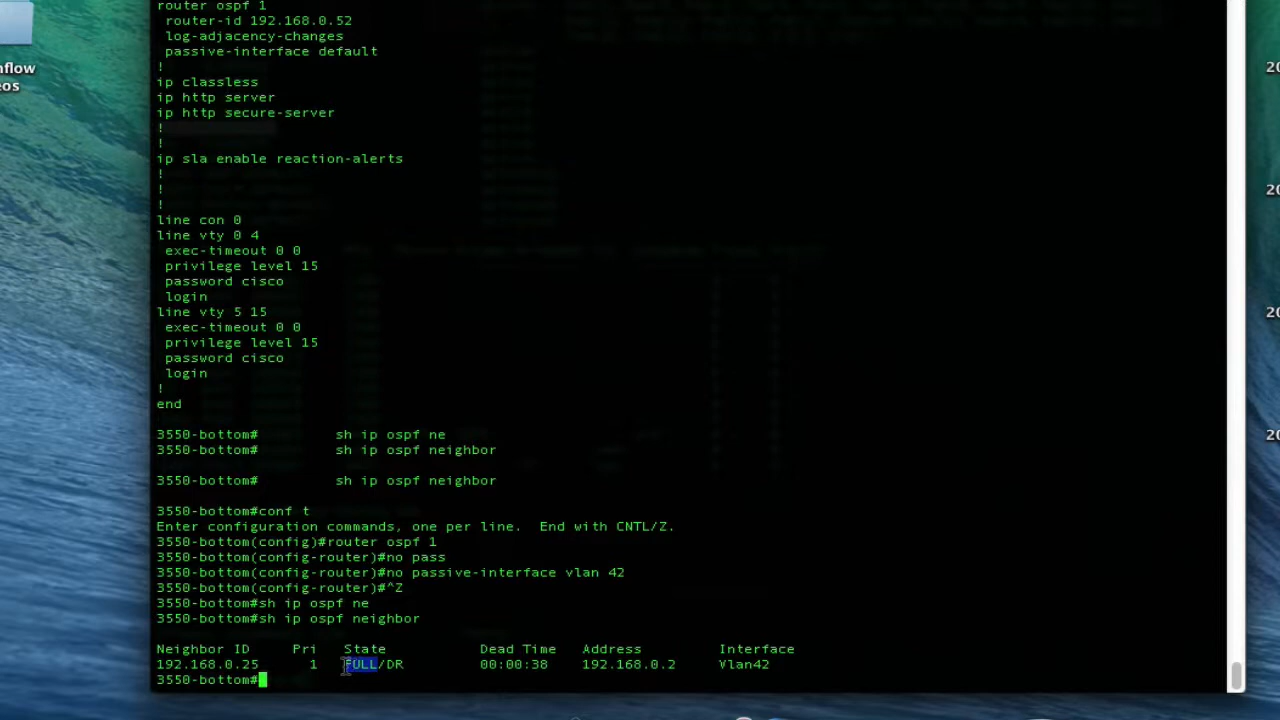 router ospf 1
router-id 192.168.0.52
log-adjacency-changes
passive-interface default
!
ip classless
ip http server
ip http secure-server
!
!
ip sla enable reaction-alerts
!
!
!
line con 0
line vty 0 4
exec-timeout 0 0
privilege level 15
password cisco
login
line vty 5 15
exec-timeout 0 0
privilege level 15
password cisco
login
!
end
3550-bottom#          sh ip ospf ne
3550-bottom#          sh ip ospf neighbor
3550-bottom#          sh ip ospf neighbor
3550-bottom#conf t
Enter configuration commands, one per line.  End with CNTL/Z.
3550-bottom(config)#router ospf 1
3550-bottom(config-router)#no pass
3550-bottom(config-router)#no passive-interface vlan 42
3550-bottom(config-router)#^Z
3550-bottom#sh ip ospf ne
3550-bottom#sh ip ospf neighbor
Neighbor ID     Pri   State           Dead Time   Address         Interface
192.168.0.25      1   FULL/DR         00:00:38    192.168.0.2     Vlan42
3550-bottom#
nflow
eos
20
20
20
20